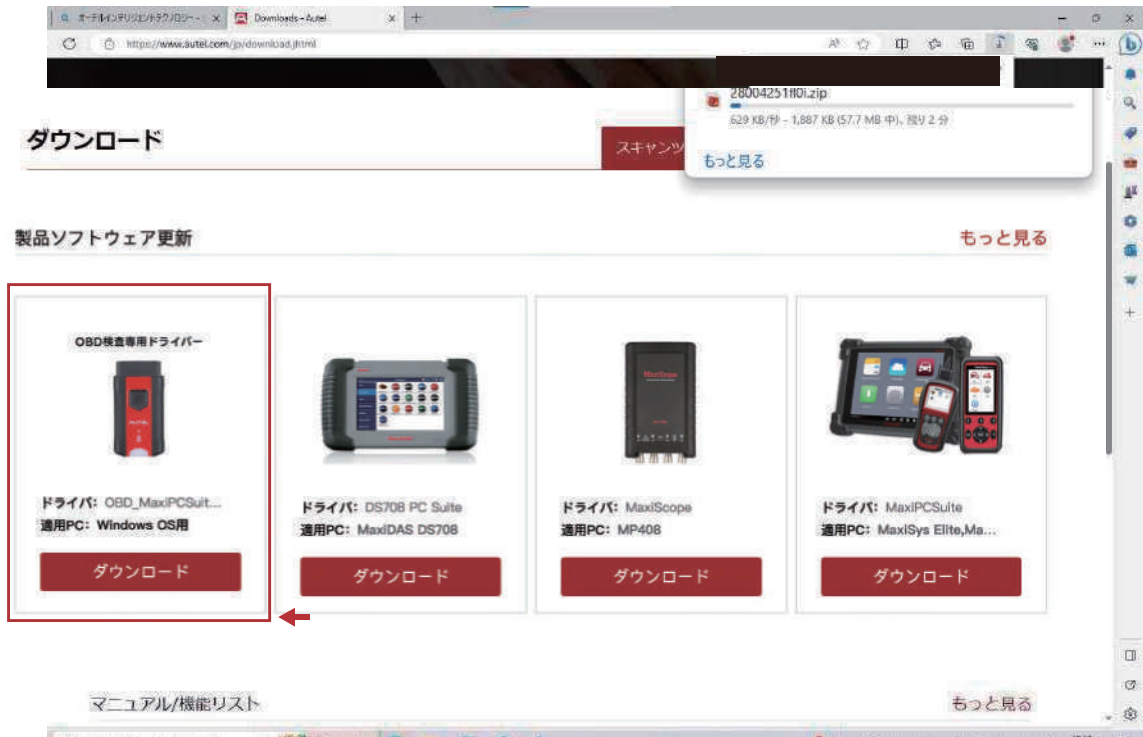 Downloads - Autel
https://www.autel.com/jp/download.jhtml
28004251fl0i.zip
629 KB/秒 - 1,887 KB (57.7 MB 中)、残り 2 分
もっと見る
ダウンロード
スキャンツ
製品ソフトウェア更新
もっと見る
OBD検査専用ドライバー
ドライバ: OBD_MaxiPCSuit...
適用PC: Windows OS用
ダウンロード
ドライバ: DS708 PC Suite
適用PC: MaxiDAS DS708
ダウンロード
MaxiScope
ドライバ: MaxiScope
適用PC: MP408
ダウンロード
ドライバ: MaxiPCSuite
適用PC: MaxiSys Elite,Ma...
ダウンロード
マニュアル/機能リスト
もっと見る